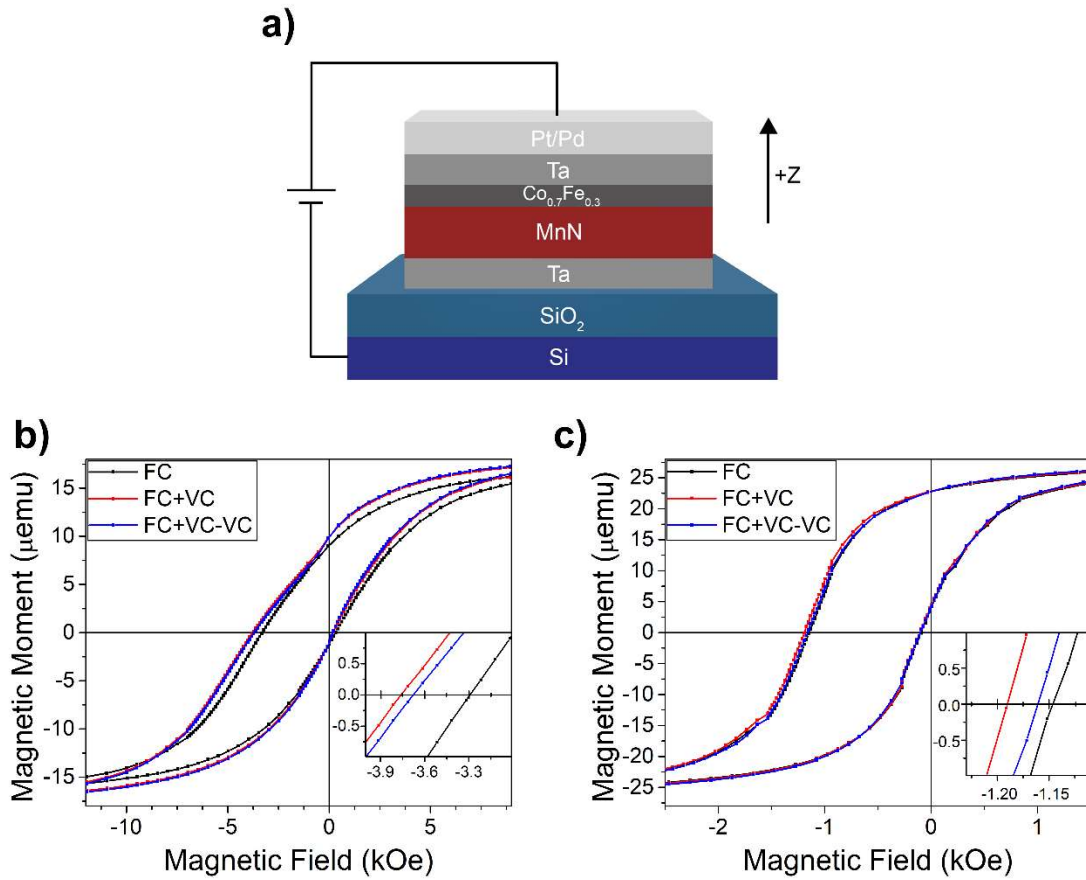 a)
Pt/Pd
Ta
Co0.7Fe0.3
+Z
MnN
Ta
SiO2
Si
b)
FC
FC+VC
FC+VC-VC
15
10
5
0
-5
-10
-15
Magnetic Moment (μemu)
-10
-5
0
5
Magnetic Field (kOe)
0.5
0.0
-0.5
-3.9
-3.6
-3.3
c)
FC
FC+VC
FC+VC-VC
25
20
15
10
5
0
-5
-10
-15
-20
-25
Magnetic Moment (μemu)
-2
-1
0
1
Magnetic Field (kOe)
0.5
0.0
-0.5
-1.20
-1.15